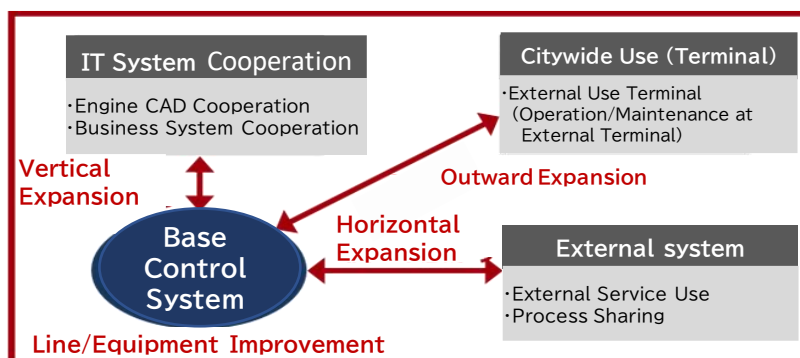 IT System Cooperation
・Engine CAD Cooperation
・Business System Cooperation
Citywide Use (Terminal)
・External Use Terminal
(Operation/Maintenance at
External Terminal)
Vertical
Expansion
Outward Expansion
Base
Control
System
Horizontal
Expansion
External system
・External Service Use
・Process Sharing
Line/Equipment Improvement